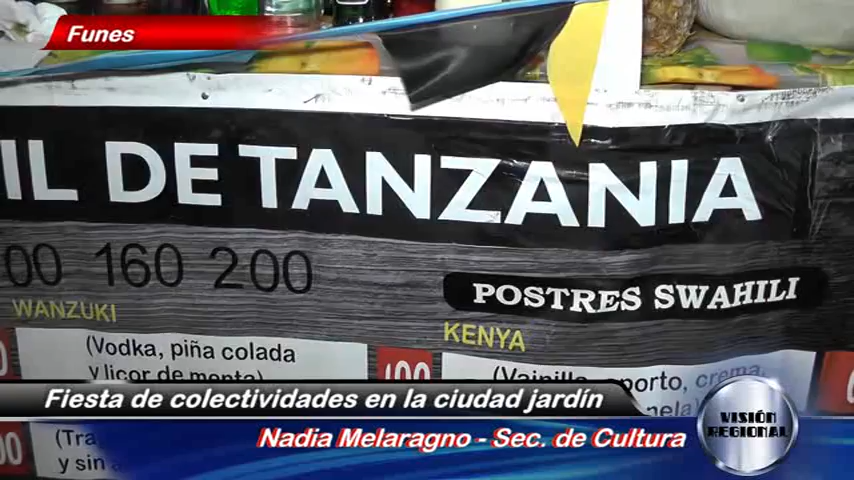 Funes
IL DE TANZANIA
00 160 200
POSTRES SWAHILI
WANZUKI
KENYA
(Vodka, piña colada
y licor de menta)
100
(Vainilla, oporto, crema,
Fiesta de colectividades en la ciudad jardín
Nadia Melaragno - Sec. de Cultura
VISIÓN
REGIONAL
y sin